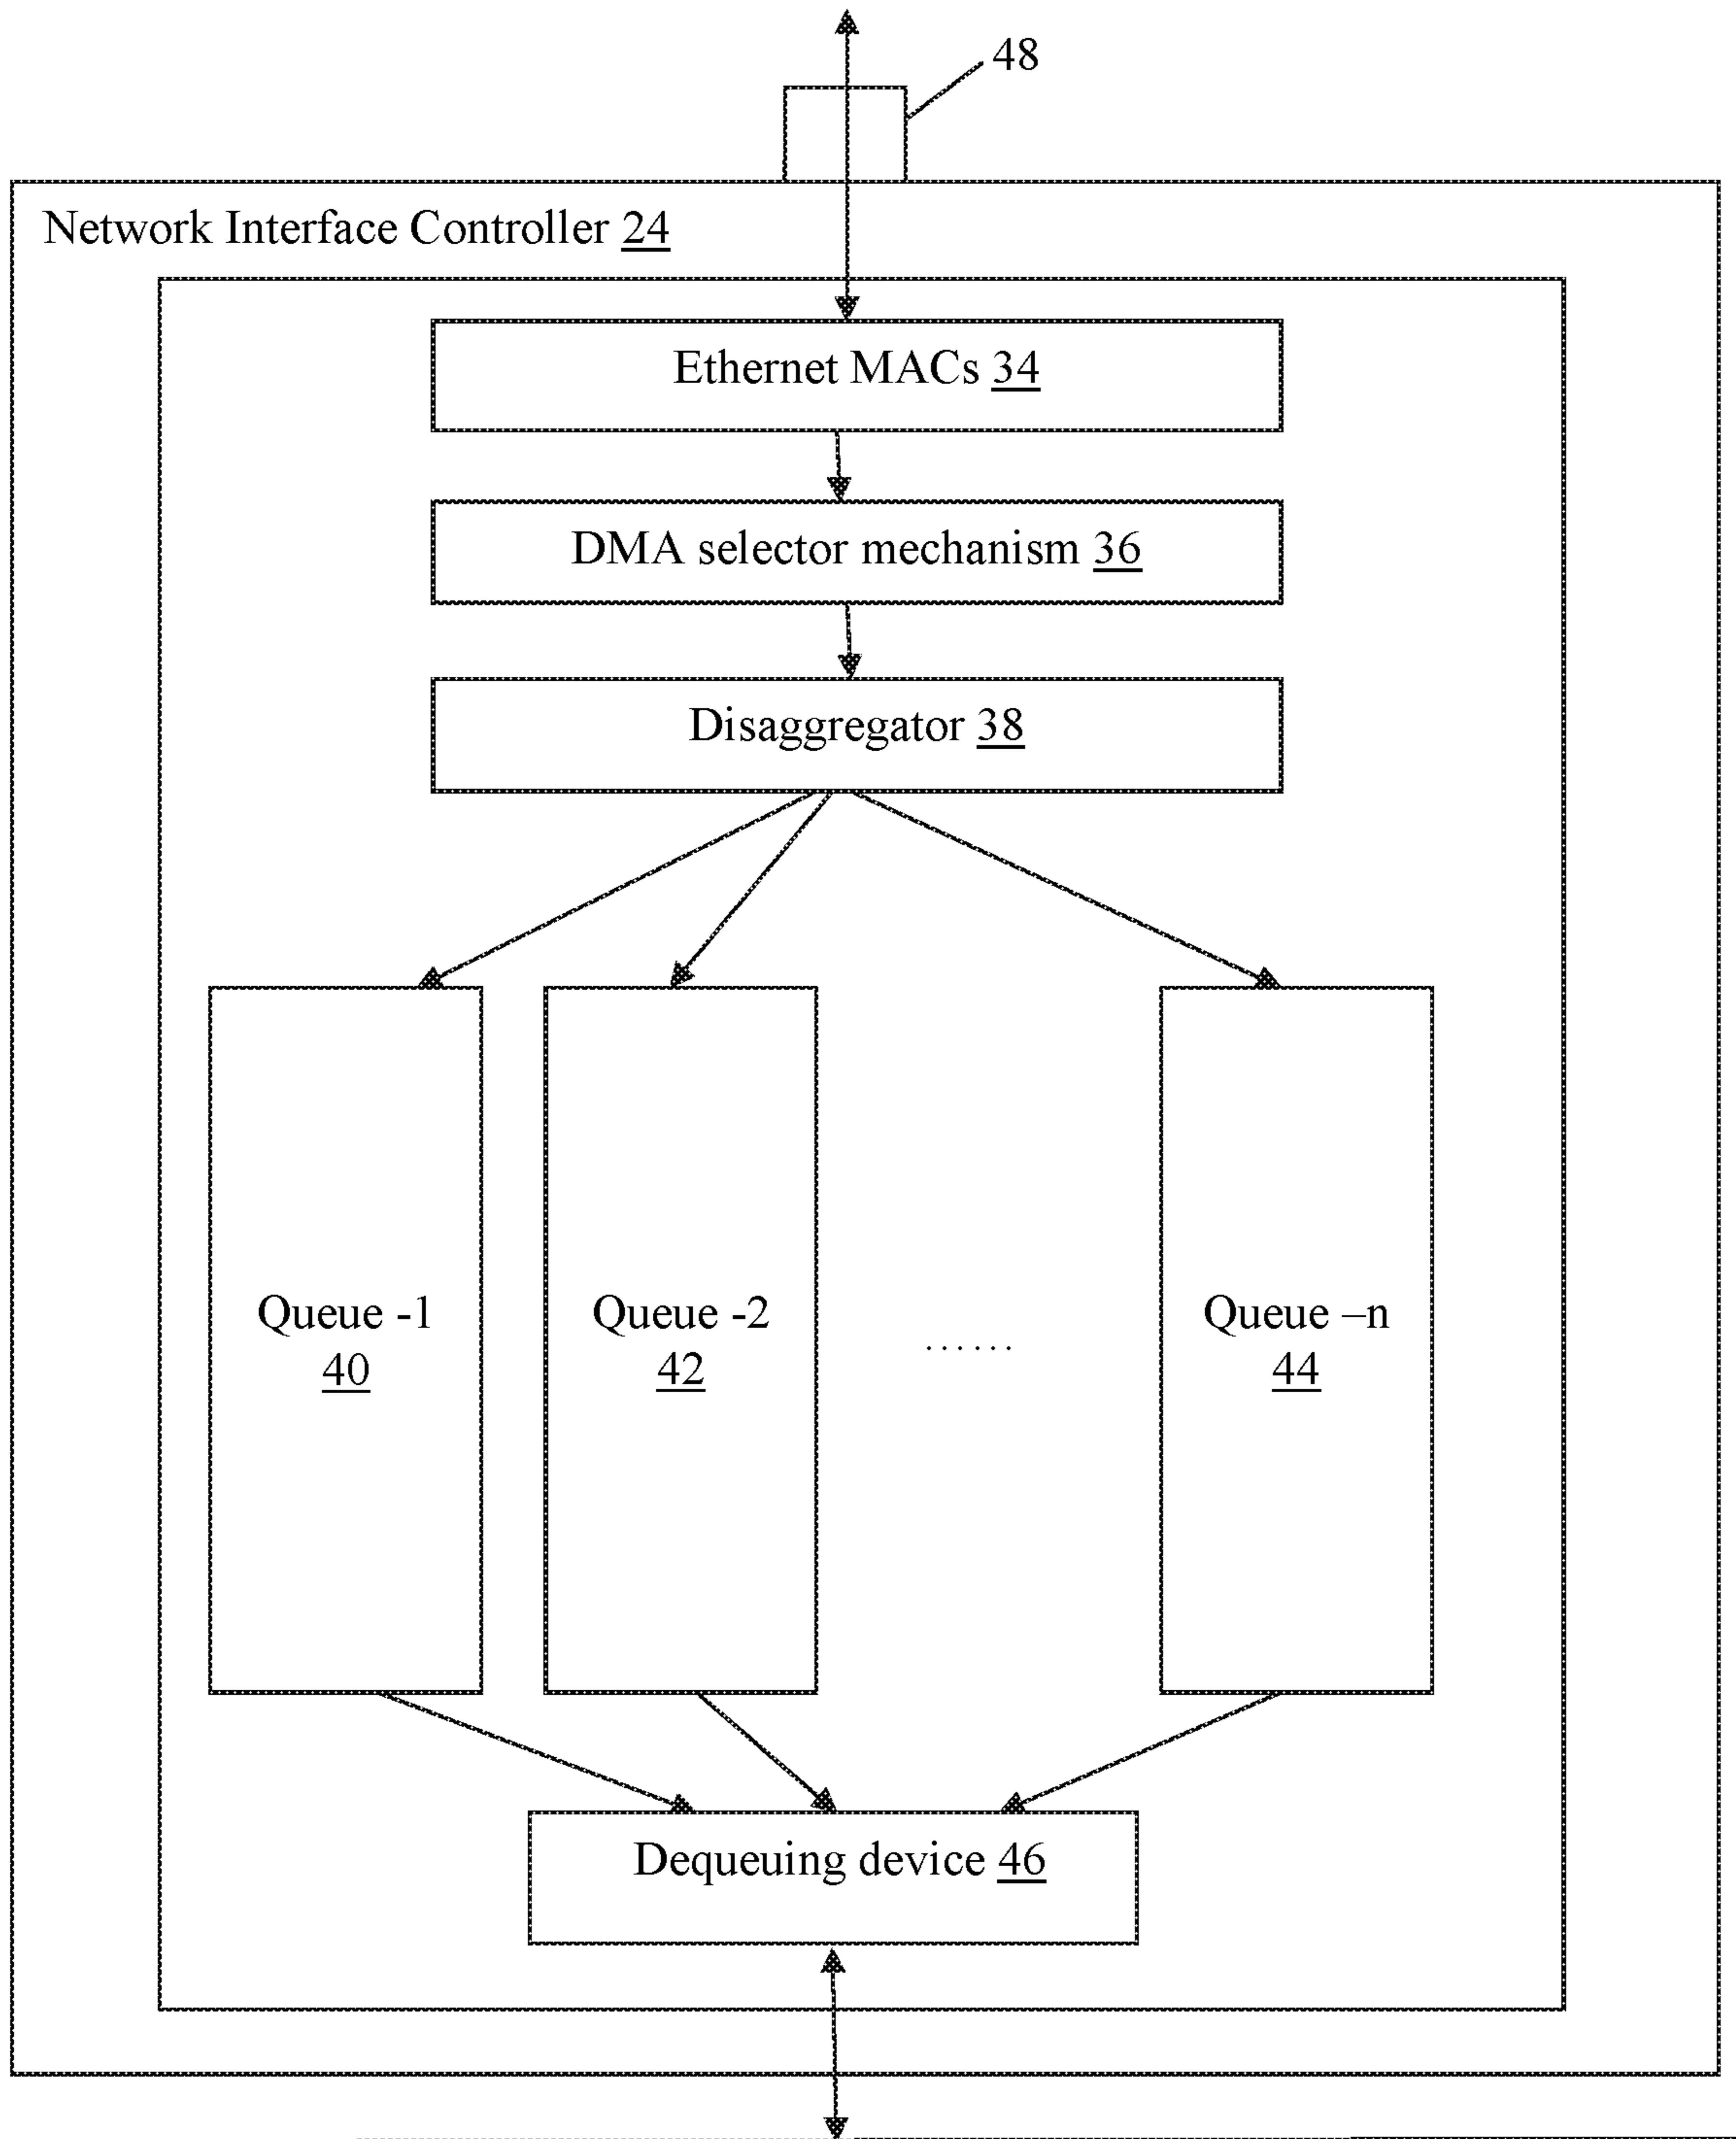 48
Network Interface Controller 24
Ethernet MACs 34
DMA selector mechanism 36
Disaggregator 38
Queue -1
40
Queue -2
42
......
Queue –n
44
Dequeuing device 46